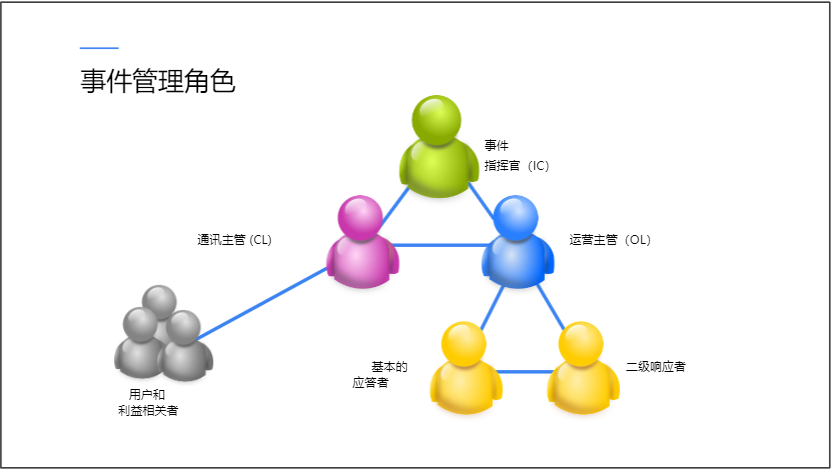 事件管理角色
事件
指挥官（IC）
通讯主管 (CL)
运营主管（OL）
基本的
应答者
二级响应者
用户和
利益相关者